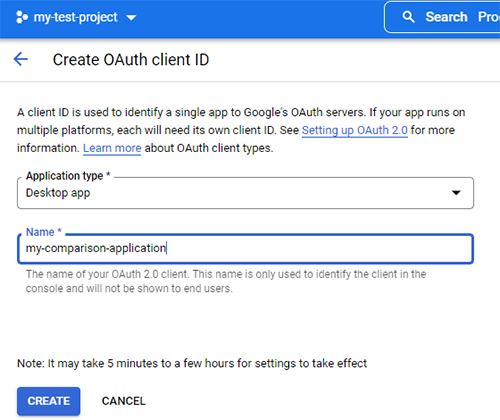 my-test-project
Search Pro
Create OAuth client ID
A client ID is used to identify a single app to Google's OAuth servers. If your app runs on
multiple platforms, each will need its own client ID. See Setting up OAuth 2.0 for more
information. Learn more about OAuth client types.
Application type *
Desktop app
Name *
my-comparison-application
The name of your OAuth 2.0 client. This name is only used to identify the client in the
console and will not be shown to end users.
Note: It may take 5 minutes to a few hours for settings to take effect
CREATE CANCEL